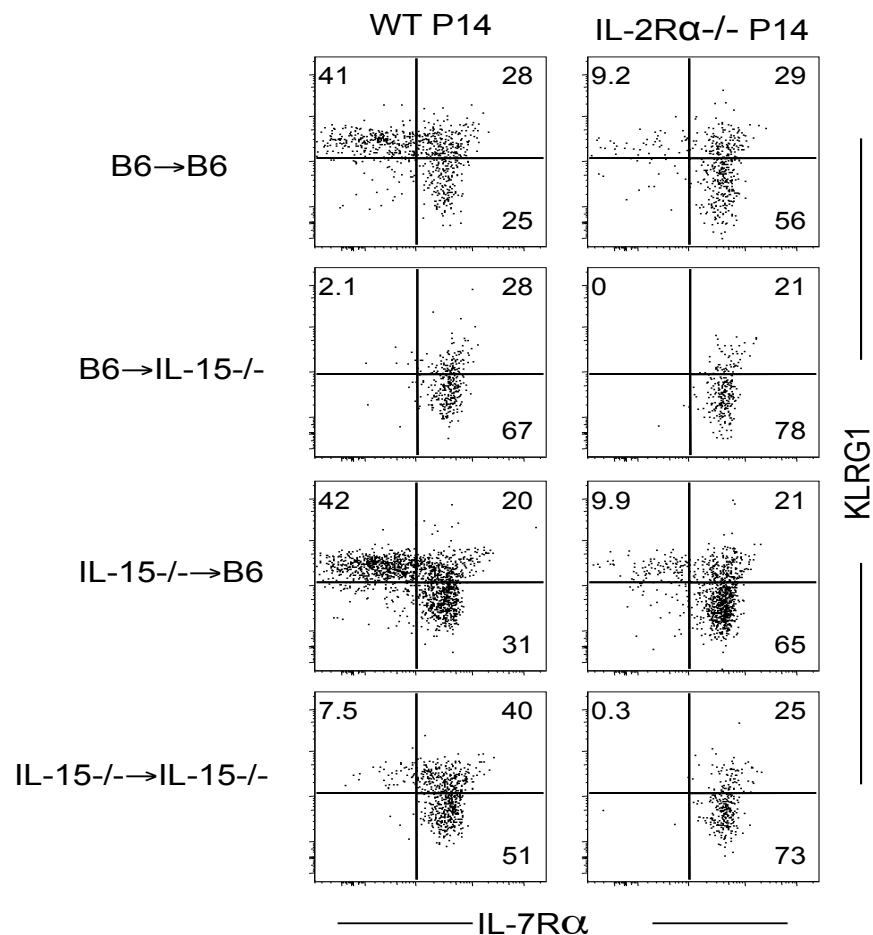 WT P14 IL-2Rα-/- P14
41 28 9.2 29
B6→B6
25 56
2.1 28 0 21
B6→IL-15-/-
67 78
KLRG1
42 20 9.9 21
IL-15-/-→B6
31 65
7.5 40 0.3 25
IL-15-/-→IL-15-/-
51 73
IL-7Rα